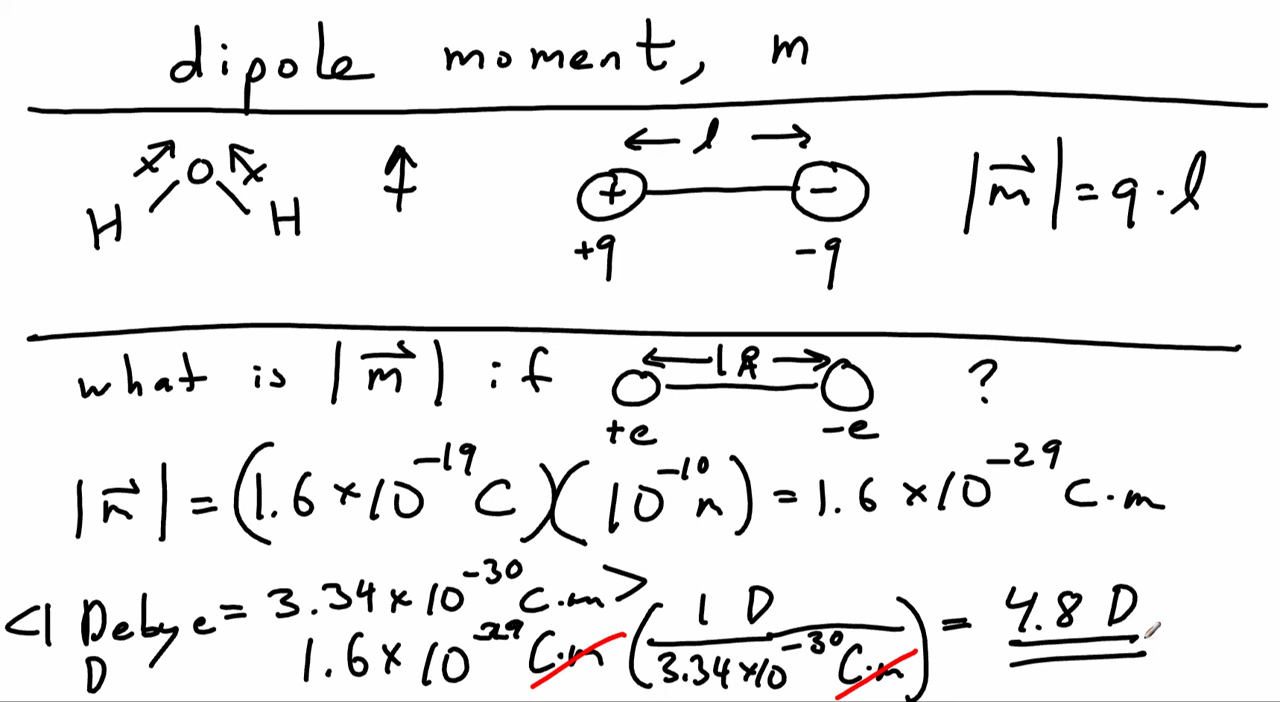 dipole moment, m
H O H
← l →
+ −
+q −q
|m⃗| = q · l
what is |m⃗| if ?
←1 Å→
+e −e
|m⃗| = (1.6 × 10⁻¹⁹ C)(10⁻¹⁰ m) = 1.6 × 10⁻²⁹ C·m
<1 Debye = 3.34 × 10⁻³⁰ C·m>
D
1.6 × 10⁻²⁹ C·m (1 D / 3.34 × 10⁻³⁰ C·m) = 4.8 D